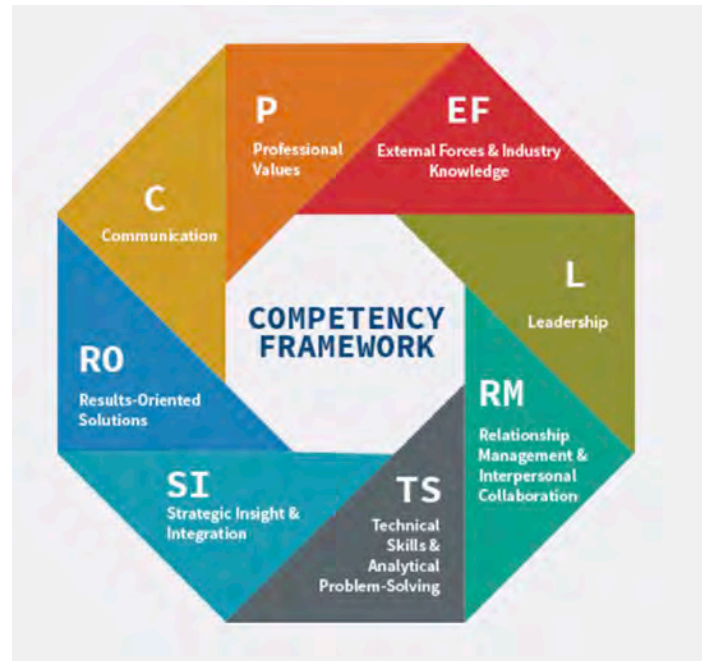 P
Professional
Values
EF
External Forces & Industry
Knowledge
L
Leadership
RM
Relationship
Management &
Interpersonal
Collaboration
TS
Technical
Skills &
Analytical
Problem-Solving
SI
Strategic Insight &
Integration
RO
Results-Oriented
Solutions
C
Communication
COMPETENCY
FRAMEWORK